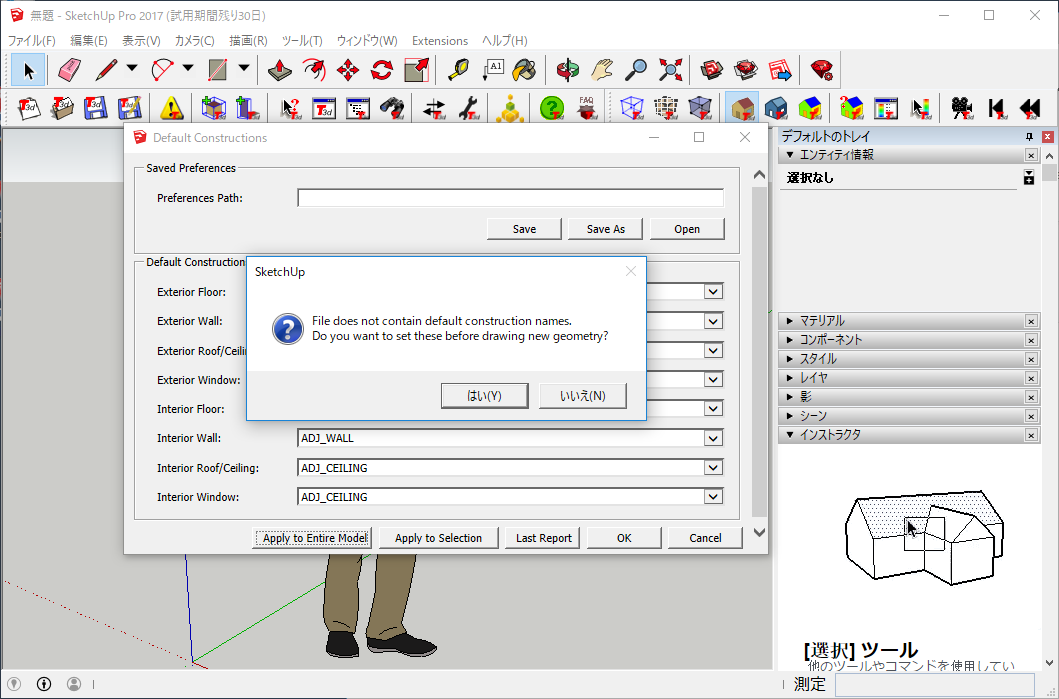 無題 - SketchUp Pro 2017 (試用期間残り30日)
ファイル(F) 編集(E) 表示(V) カメラ(C) 描画(R) ツール(T) ウィンドウ(W) Extensions ヘルプ(H)
Default Constructions
Saved Preferences
Preferences Path:
Save Save As Open
Default Construction
Exterior Floor:
Exterior Wall:
Exterior Roof/Ceili
Exterior Window:
Interior Floor:
Interior Wall: ADJ_WALL
Interior Roof/Ceiling: ADJ_CEILING
Interior Window: ADJ_CEILING
Apply to Entire Model Apply to Selection Last Report OK Cancel
SketchUp
File does not contain default construction names.
Do you want to set these before drawing new geometry?
はい(Y) いいえ(N)
デフォルトのトレイ
エンティティ情報
選択なし
マテリアル
コンポーネント
スタイル
レイヤ
影
シーン
インストラクタ
[選択] ツール
他のツールやコマンドを使用してい
測定